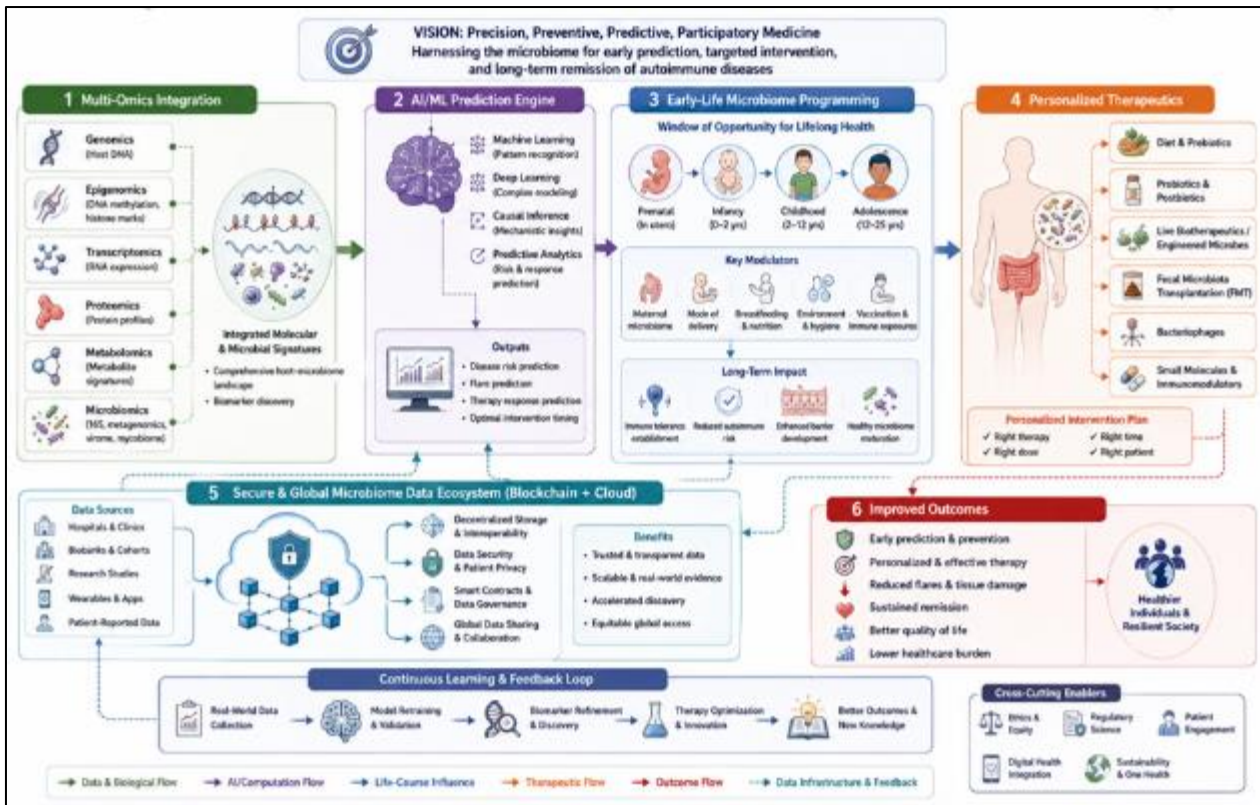 VISION: Precision, Preventive, Predictive, Participatory Medicine
Harnessing the microbiome for early prediction, targeted intervention,
and long-term remission of autoimmune diseases
1 Multi-Omics Integration
Genomics
(Host DNA)
Epigenomics
(DNA methylation,
histone marks)
Transcriptomics
(RNA expression)
Proteomics
(Protein profiles)
Metabolomics
(Metabolite
signatures)
Microbiomics
(16S, metagenomics,
virome, mycobiome)
Integrated Molecular
& Microbial Signatures
• Comprehensive host-microbiome
landscape
• Biomarker discovery
2 AI/ML Prediction Engine
Machine Learning
(Pattern recognition)
Deep Learning
(Complex modeling)
Causal Inference
(Mechanistic insights)
Predictive Analytics
(Risk & response
prediction)
Outputs
• Disease risk prediction
• Flare prediction
• Therapy response prediction
• Optimal intervention timing
3 Early-Life Microbiome Programming
Window of Opportunity for Lifelong Health
Prenatal
(In utero)
Infancy
(0–2 yrs)
Childhood
(2–12 yrs)
Adolescence
(12–25 yrs)
Key Modulators
Maternal
microbiome
Mode of
delivery
Breastfeeding
& nutrition
Environment
& hygiene
Vaccination &
immune exposures
Long-Term Impact
Immune tolerance
establishment
Reduced autoimmune
risk
Enhanced barrier
development
Healthy microbiome
maturation
4 Personalized Therapeutics
Diet & Prebiotics
Probiotics &
Postbiotics
Live Biotherapeutics /
Engineered Microbes
Fecal Microbiota
Transplantation (FMT)
Bacteriophages
Small Molecules &
Immunomodulators
Personalized Intervention Plan
✓ Right therapy
✓ Right time
✓ Right dose
✓ Right patient
5 Secure & Global Microbiome Data Ecosystem (Blockchain + Cloud)
Data Sources
Hospitals & Clinics
Biobanks & Cohorts
Research Studies
Wearables & Apps
Patient-Reported Data
Decentralized Storage
& Interoperability
Data Security
& Patient Privacy
Smart Contracts &
Data Governance
Global Data Sharing
& Collaboration
Benefits
• Trusted & transparent data
• Scalable & real-world evidence
• Accelerated discovery
• Equitable global access
6 Improved Outcomes
Early prediction & prevention
Personalized & effective therapy
Reduced flares & tissue damage
Sustained remission
Better quality of life
Lower healthcare burden
Healthier
Individuals &
Resilient Society
Continuous Learning & Feedback Loop
Real-World Data
Collection
Model Retraining
& Validation
Biomarker Refinement
& Discovery
Therapy Optimization
& Innovation
Better Outcomes &
New Knowledge
Cross-Cutting Enablers
Ethics &
Equity
Regulatory
Science
Patient
Engagement
Digital Health
Integration
Sustainability
& One Health
Data & Biological Flow
AI/Computation Flow
Life-Course Influence
Therapeutic Flow
Outcome Flow
Data Infrastructure & Feedback